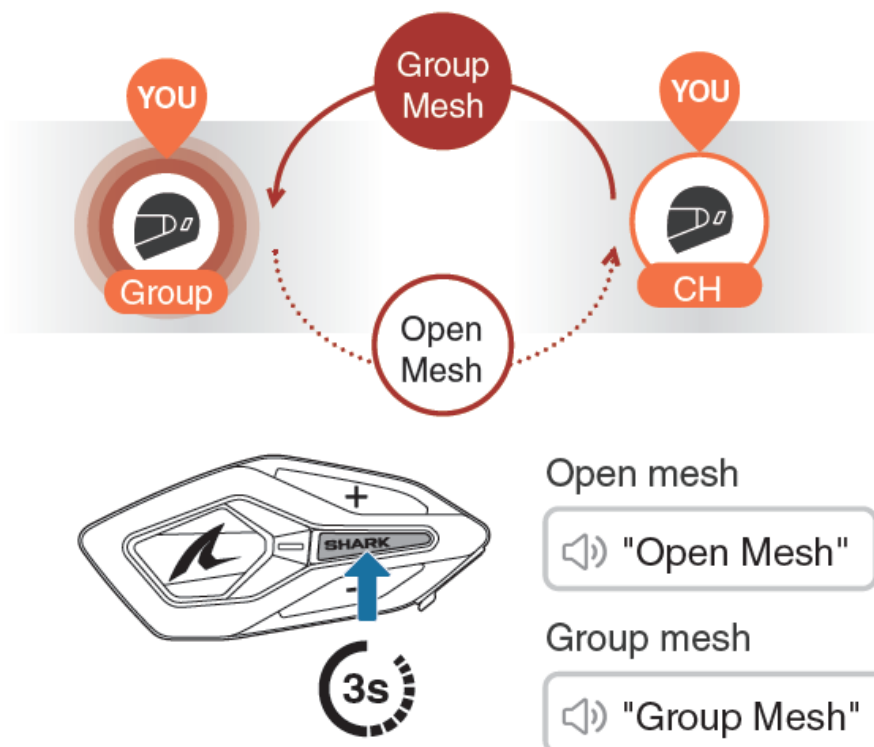 Group
Mesh
YOU
YOU
Group
CH
Open
Mesh
+
SHARK
-
3s
Open mesh
"Open Mesh"
Group mesh
"Group Mesh"